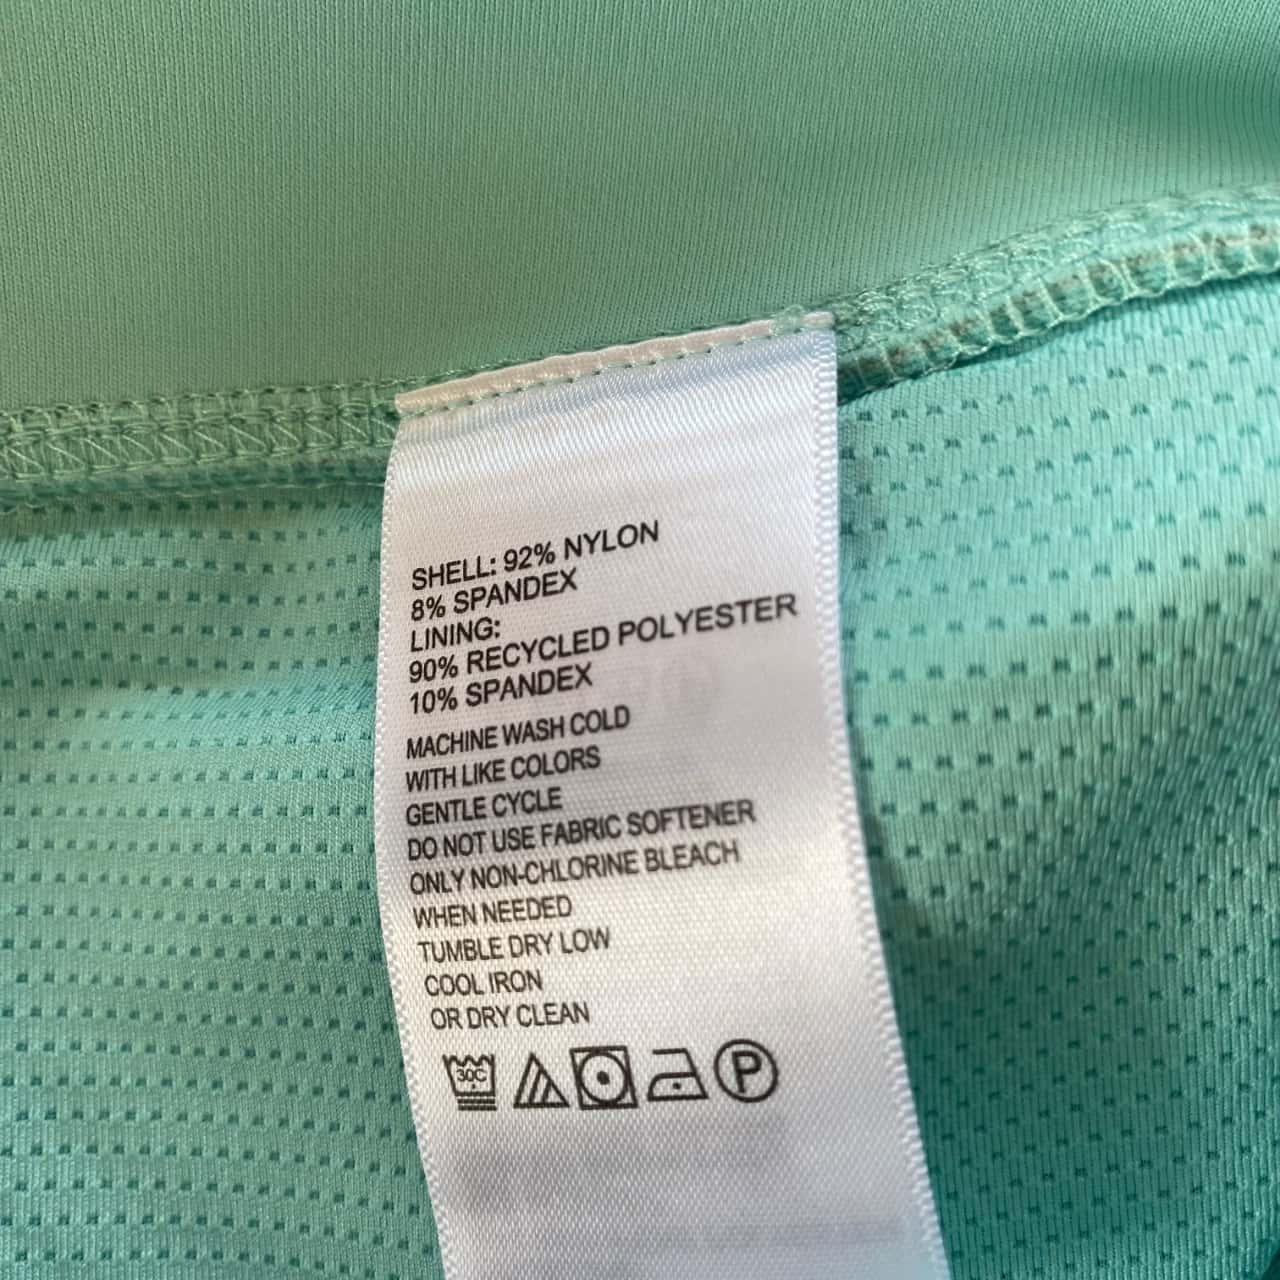 SHELL: 92% NYLON
8% SPANDEX
LINING:
90% RECYCLED POLYESTER
10% SPANDEX
MACHINE WASH COLD
WITH LIKE COLORS
GENTLE CYCLE
DO NOT USE FABRIC SOFTENER
ONLY NON-CHLORINE BLEACH
WHEN NEEDED
TUMBLE DRY LOW
COOL IRON
OR DRY CLEAN
30C P